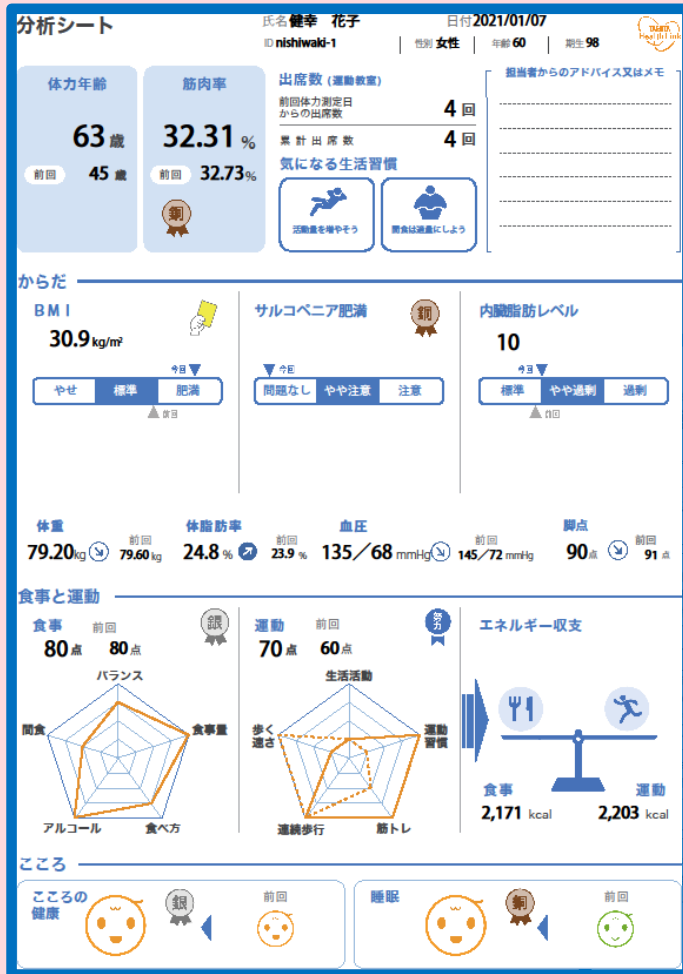 分析シート
氏名 健幸 花子 日付 2021/01/07
TANITA
Health Link
ID nishiwaki-1 性別 女性 年齢 60 期生 98
体力年齢
63 歳
前回 45 歳
筋肉率
32.31 %
前回 32.73%
銅
出席数 (運動教室)
前回体力測定日
からの出席数 4 回
累計出席数 4 回
気になる生活習慣
活動量を増やそう
間食は適量にしよう
担当者からのアドバイス又はメモ
からだ
BMI
30.9 kg/m²
今回
やせ 標準 肥満
前回
サルコペニア肥満
銅
今回
問題なし やや注意 注意
内臓脂肪レベル
10
今回
標準 やや過剰 過剰
前回
体重
79.20kg 前回 79.60 kg
体脂肪率
24.8 % 前回 23.9 %
血圧
135/68 mmHg 前回 145/72 mmHg
脚点
90点 前回 91 点
食事と運動
食事 前回
80点 80点
銀
バランス
食事量
食べ方
アルコール
間食
運動 前回
70点 60点
努力
生活活動
運動
習慣
筋トレ
連続歩行
歩く
速さ
エネルギー収支
食事
2,171 kcal
運動
2,203 kcal
こころ
こころの
健康
銀
前回
睡眠
銅
前回